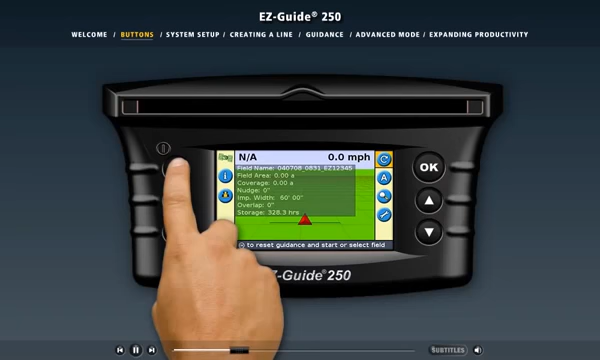 EZ-Guide® 250
WELCOME / BUTTONS / SYSTEM SETUP / CREATING A LINE / GUIDANCE / ADVANCED MODE / EXPANDING PRODUCTIVITY
N/A 0.0 mph
Field Name: 040708_0831_EZ12345
Field Area: 0.00 a
Coverage: 0.00 a
Nudge: 0"
Imp. Width: 60' 00"
Overlap: 0"
Storage: 328.3 hrs
to reset guidance and start or select field
OK
A
i
EZ-Guide® 250
SUBTITLES